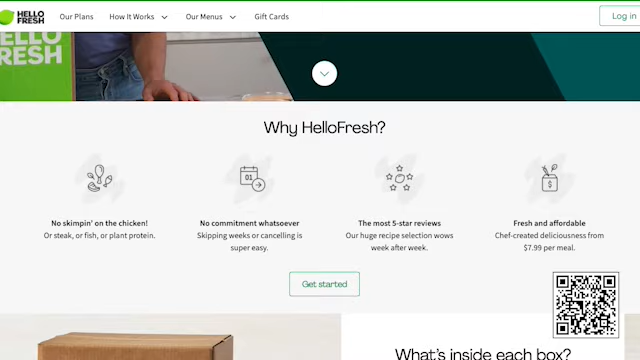 HELLO
FRESH
Our Plans
How It Works
Our Menus
Gift Cards
Log in
ELLO
RESH
Why HelloFresh?
01
$
No skimpin' on the chicken!
Or steak, or fish, or plant protein.
No commitment whatsoever
Skipping weeks or cancelling is
super easy.
The most 5-star reviews
Our huge recipe selection wows
week after week.
Fresh and affordable
Chef-created deliciousness from
$7.99 per meal.
Get started
What's inside each box?